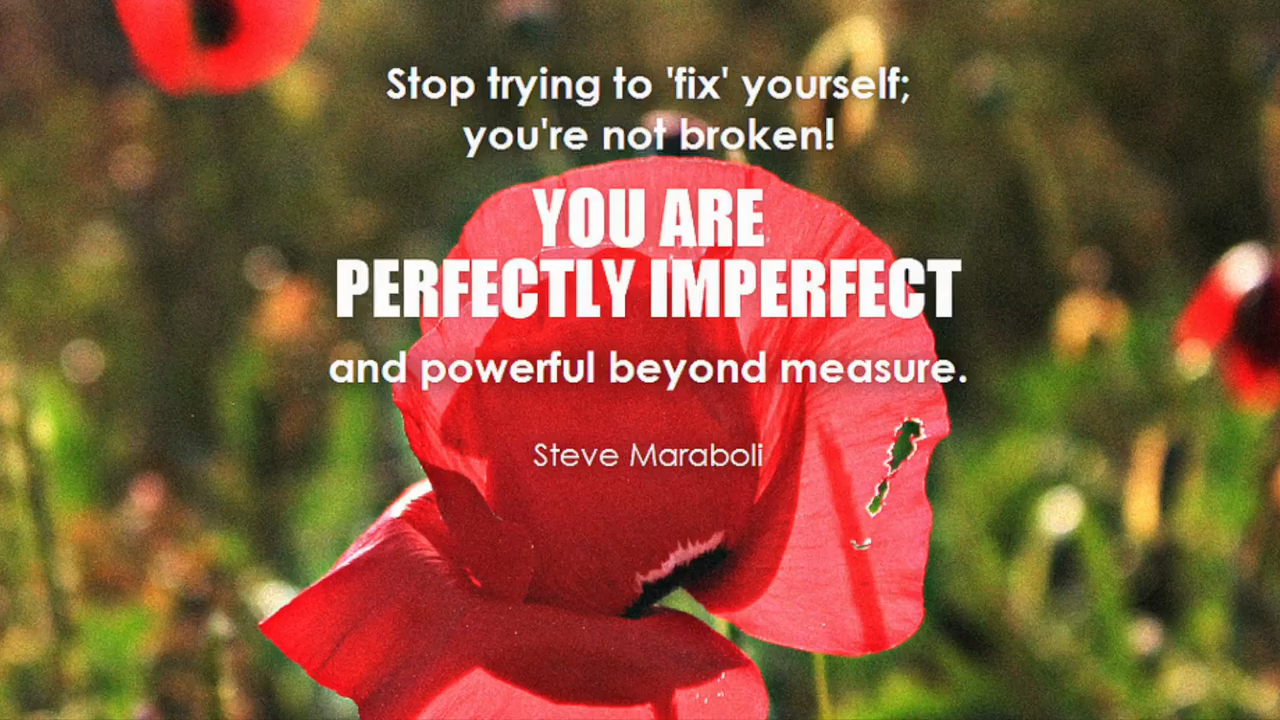 Stop trying to 'fix' yourself;
you're not broken!
YOU ARE
PERFECTLY IMPERFECT
and powerful beyond measure.
Steve Maraboli